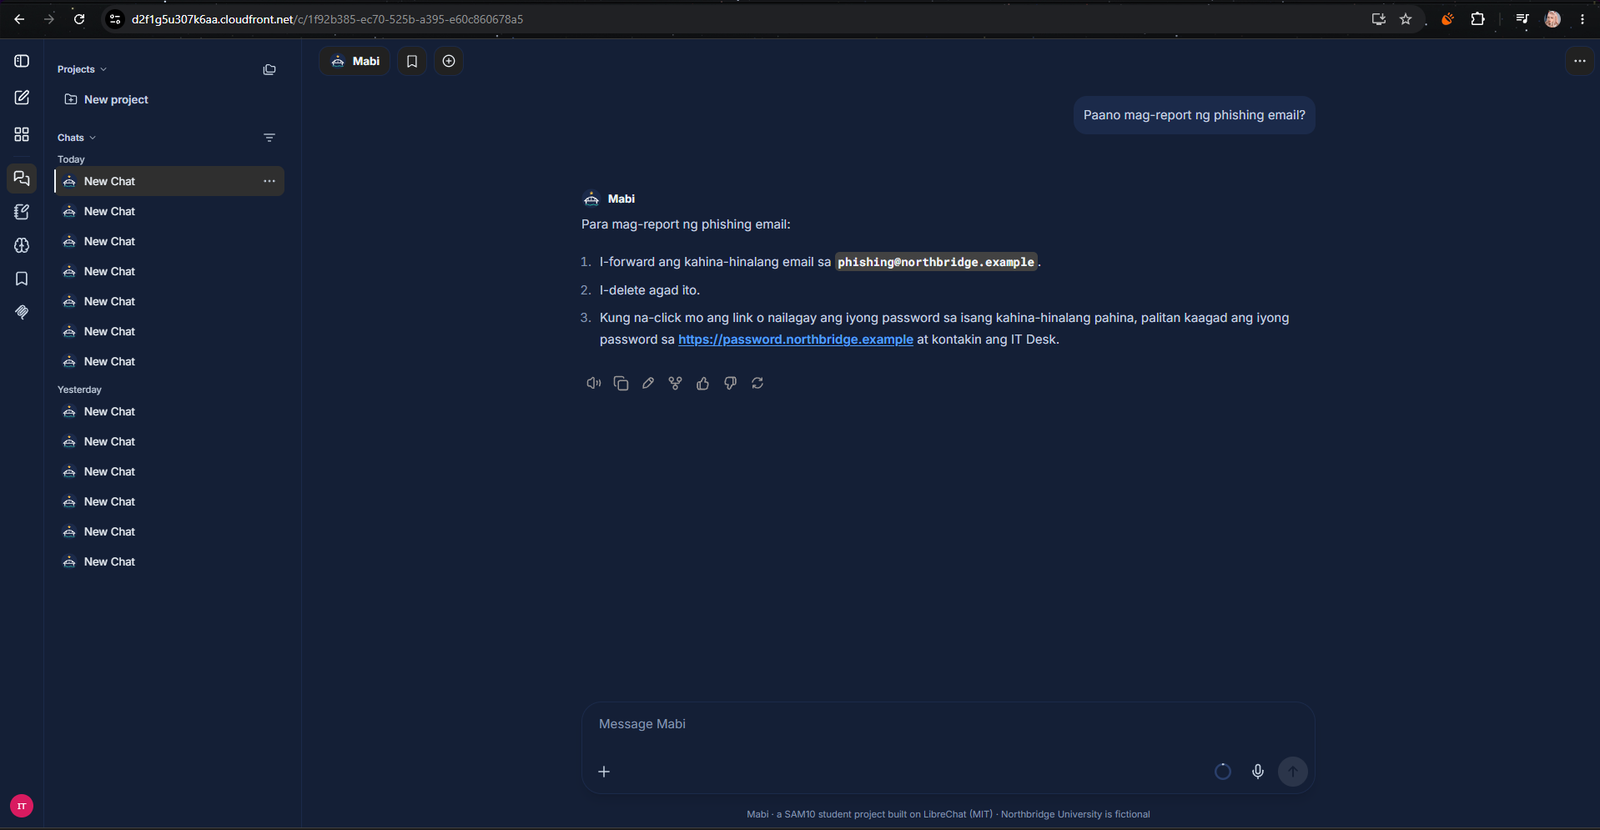 d2f1g5u307k6aa.cloudfront.net/c/1f92b385-ec70-525b-a395-e60c860678a5
Projects
New project
Chats
Today
New Chat
New Chat
New Chat
New Chat
New Chat
New Chat
New Chat
Yesterday
New Chat
New Chat
New Chat
New Chat
New Chat
New Chat
IT
Mabi
Paano mag-report ng phishing email?
Mabi
Para mag-report ng phishing email:
1. I-forward ang kahina-hinalang email sa phishing@northbridge.example.
2. I-delete agad ito.
3. Kung na-click mo ang link o nailagay ang iyong password sa isang kahina-hinalang pahina, palitan kaagad ang iyong
password sa https://password.northbridge.example at kontakin ang IT Desk.
Message Mabi
Mabi · a SAM10 student project built on LibreChat (MIT) · Northbridge University is fictional